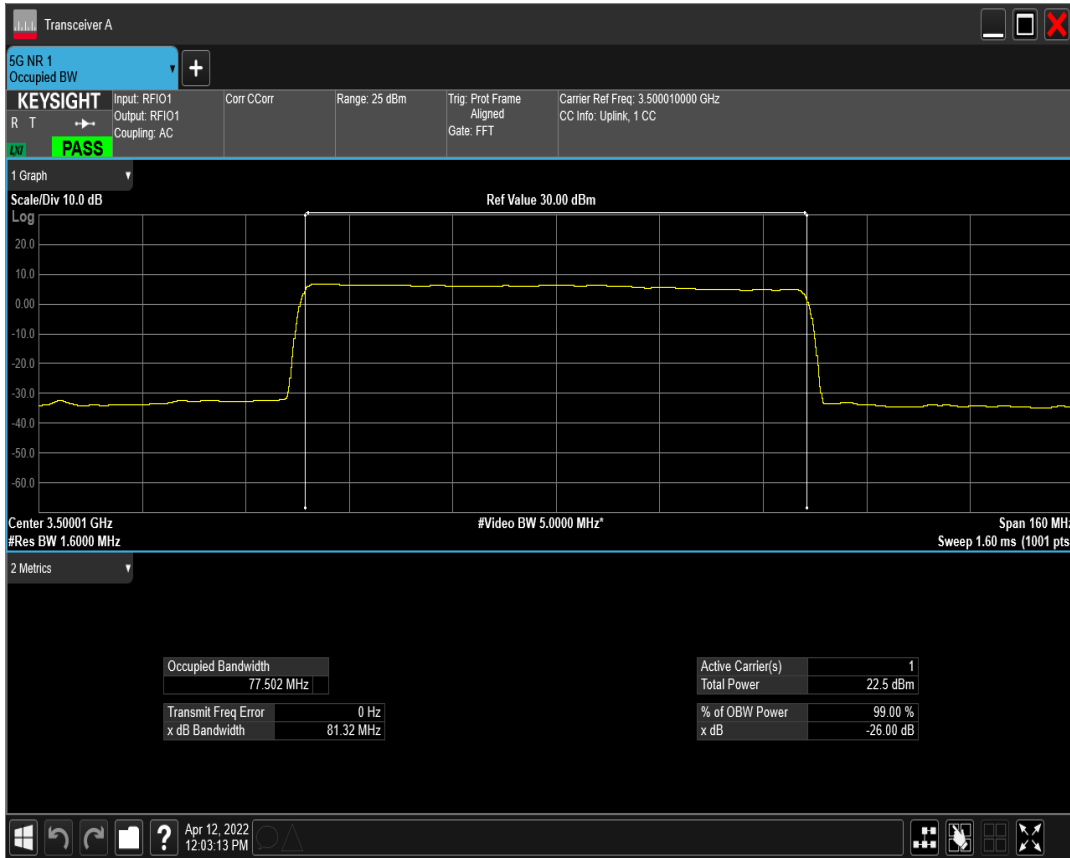 Transceiver A
5G NR 1
Occupied BW
KEYSIGHT
R T
LXI
PASS
Input: RFIO1
Output: RFIO1
Coupling: AC
Corr CCorr
Range: 25 dBm
Trig: Prot Frame
Aligned
Gate: FFT
Carrier Ref Freq: 3.500010000 GHz
CC Info: Uplink, 1 CC
1 Graph
Scale/Div 10.0 dB
Ref Value 30.00 dBm
Log
20.0
10.0
0.00
-10.0
-20.0
-30.0
-40.0
-50.0
-60.0
Center 3.50001 GHz
#Video BW 5.0000 MHz*
Span 160 MHz
#Res BW 1.6000 MHz
Sweep 1.60 ms (1001 pts
2 Metrics
Occupied Bandwidth
77.502 MHz
Transmit Freq Error 0 Hz
x dB Bandwidth 81.32 MHz
Active Carrier(s) 1
Total Power 22.5 dBm
% of OBW Power 99.00 %
x dB -26.00 dB
?
Apr 12, 2022
12:03:13 PM